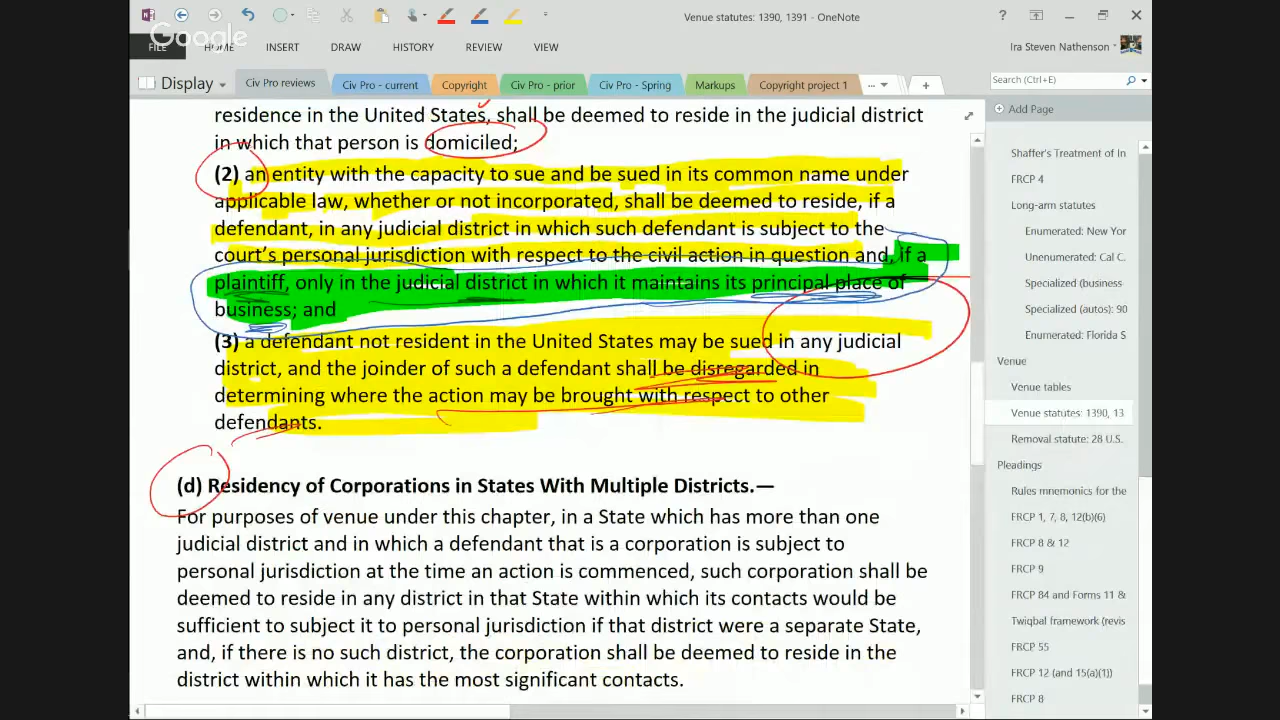 Venue statutes: 1390, 1391 - OneNote
Google
FILE HOME INSERT DRAW HISTORY REVIEW VIEW
Ira Steven Nathenson
Display Civ Pro reviews Civ Pro - current Copyright Civ Pro - prior Civ Pro - Spring Markups Copyright project 1 ... +
Search (Ctrl+E)
residence in the United States, shall be deemed to reside in the judicial district
in which that person is domiciled;
(2) an entity with the capacity to sue and be sued in its common name under
applicable law, whether or not incorporated, shall be deemed to reside, if a
defendant, in any judicial district in which such defendant is subject to the
court's personal jurisdiction with respect to the civil action in question and, if a
plaintiff, only in the judicial district in which it maintains its principal place of
business; and
(3) a defendant not resident in the United States may be sued in any judicial
district, and the joinder of such a defendant shall be disregarded in
determining where the action may be brought with respect to other
defendants.
(d) Residency of Corporations in States With Multiple Districts.—
For purposes of venue under this chapter, in a State which has more than one
judicial district and in which a defendant that is a corporation is subject to
personal jurisdiction at the time an action is commenced, such corporation shall be
deemed to reside in any district in that State within which its contacts would be
sufficient to subject it to personal jurisdiction if that district were a separate State,
and, if there is no such district, the corporation shall be deemed to reside in the
district within which it has the most significant contacts.
Add Page
Shaffer's Treatment of In
FRCP 4
Long-arm statutes
Enumerated: New Yor
Unenumerated: Cal C.
Specialized (business
Specialized (autos): 90
Enumerated: Florida S
Venue
Venue tables
Venue statutes: 1390, 13
Removal statute: 28 U.S.
Pleadings
Rules mnemonics for the
FRCP 1, 7, 8, 12(b)(6)
FRCP 8 & 12
FRCP 9
FRCP 84 and Forms 11 &
Twiqbal framework (revis
FRCP 55
FRCP 12 (and 15(a)(1))
FRCP 8